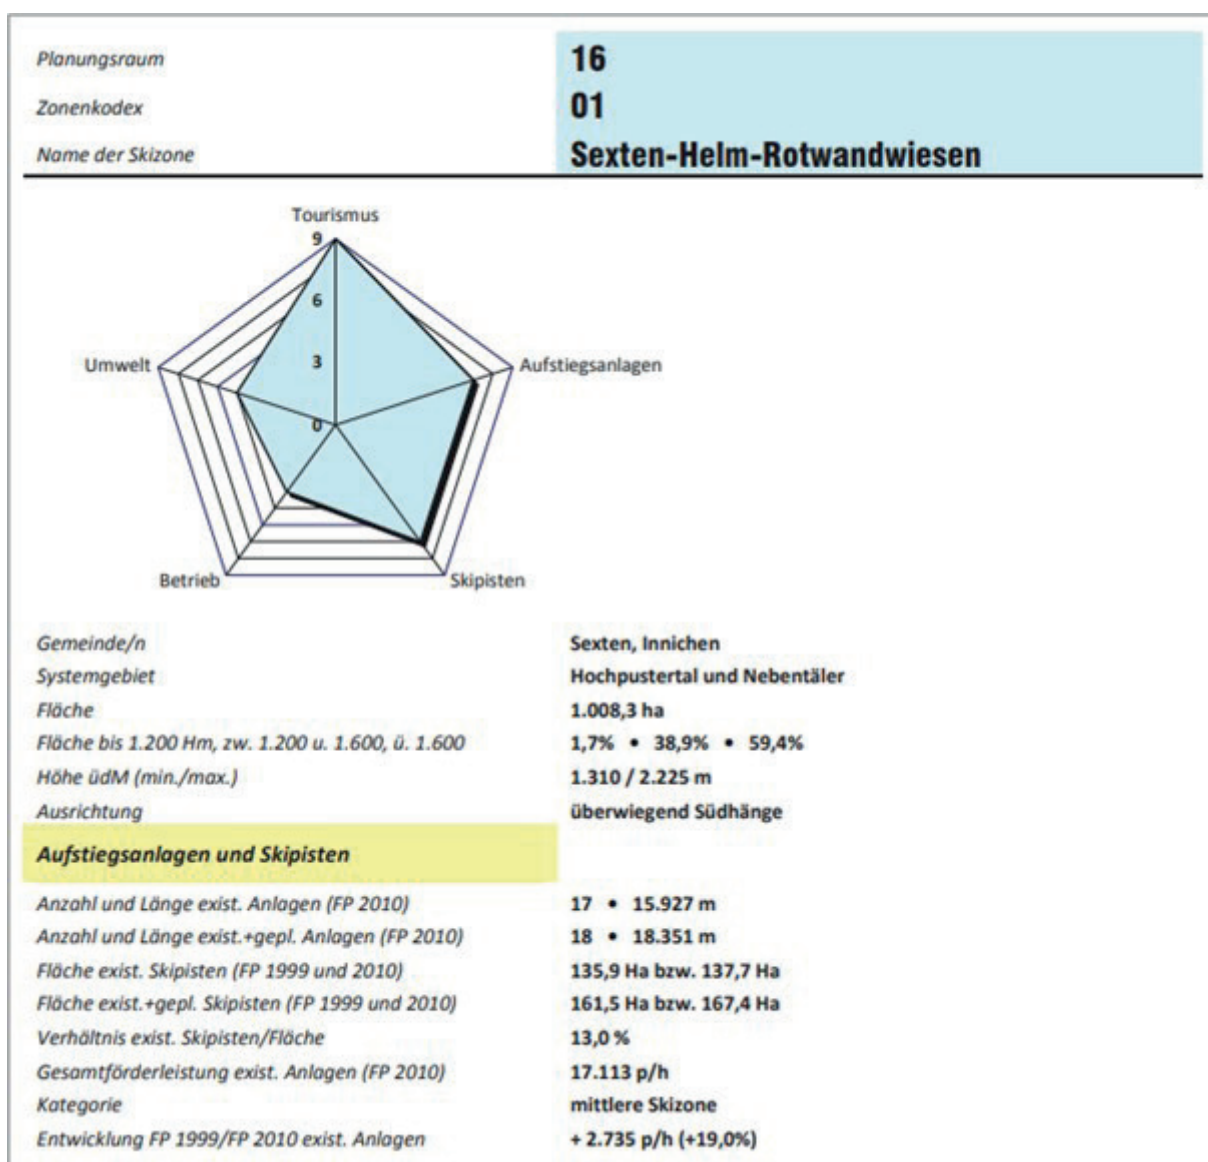 Planungsraum 16
Zonenkodex 01
Name der Skizone Sexten-Helm-Rotwandwiesen
Tourismus
9
6
3
0
Umwelt
Aufstiegsanlagen
Betrieb
Skipisten
Gemeinde/n Sexten, Innichen
Systemgebiet Hochpustertal und Nebentäler
Fläche 1.008,3 ha
Fläche bis 1.200 Hm, zw. 1.200 u. 1.600, ü. 1.600 1,7% • 38,9% • 59,4%
Höhe üdM (min./max.) 1.310 / 2.225 m
Ausrichtung überwiegend Südhänge
Aufstiegsanlagen und Skipisten
Anzahl und Länge exist. Anlagen (FP 2010) 17 • 15.927 m
Anzahl und Länge exist.+gepl. Anlagen (FP 2010) 18 • 18.351 m
Fläche exist. Skipisten (FP 1999 und 2010) 135,9 Ha bzw. 137,7 Ha
Fläche exist.+gepl. Skipisten (FP 1999 und 2010) 161,5 Ha bzw. 167,4 Ha
Verhältnis exist. Skipisten/Fläche 13,0 %
Gesamtförderleistung exist. Anlagen (FP 2010) 17.113 p/h
Kategorie mittlere Skizone
Entwicklung FP 1999/FP 2010 exist. Anlagen + 2.735 p/h (+19,0%)